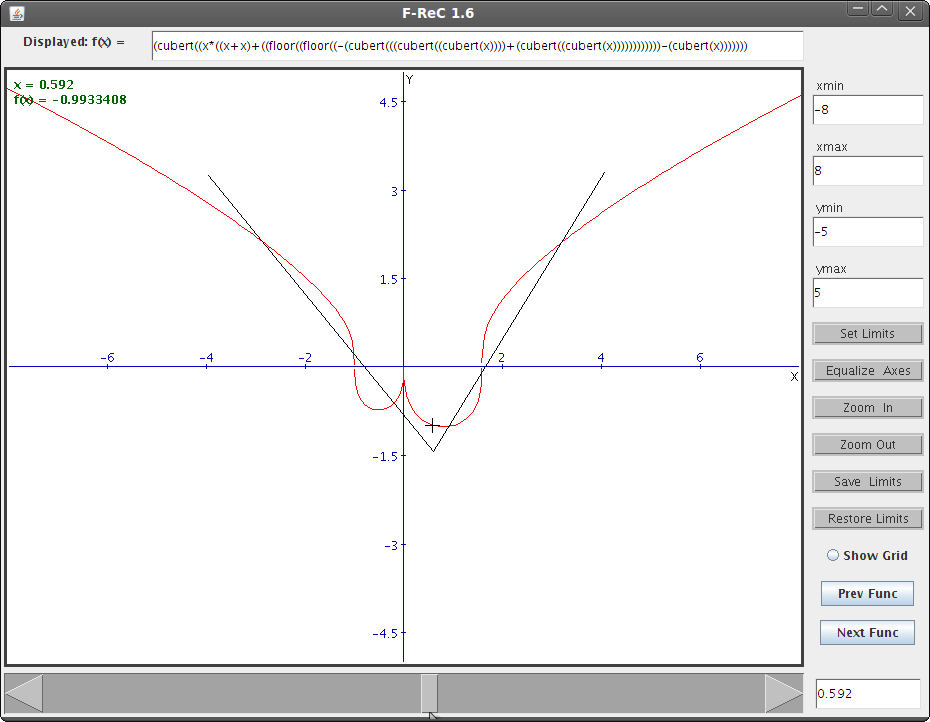 F-ReC 1.6
Displayed: f(x) =
(cubert((x*((x+x)+((floor((floor((-(cubert(((cubert((cubert(x))))+(cubert((cubert(x))))))))))))-(cubert(x)))))))
x = 0.592
f(x) = -0.9933408
Y
4.5
3
1.5
-6
-4
-2
2
4
6
X
-1.5
-3
-4.5
xmin
-8
xmax
8
ymin
-5
ymax
5
Set Limits
Equalize Axes
Zoom In
Zoom Out
Save Limits
Restore Limits
Show Grid
Prev Func
Next Func
0.592